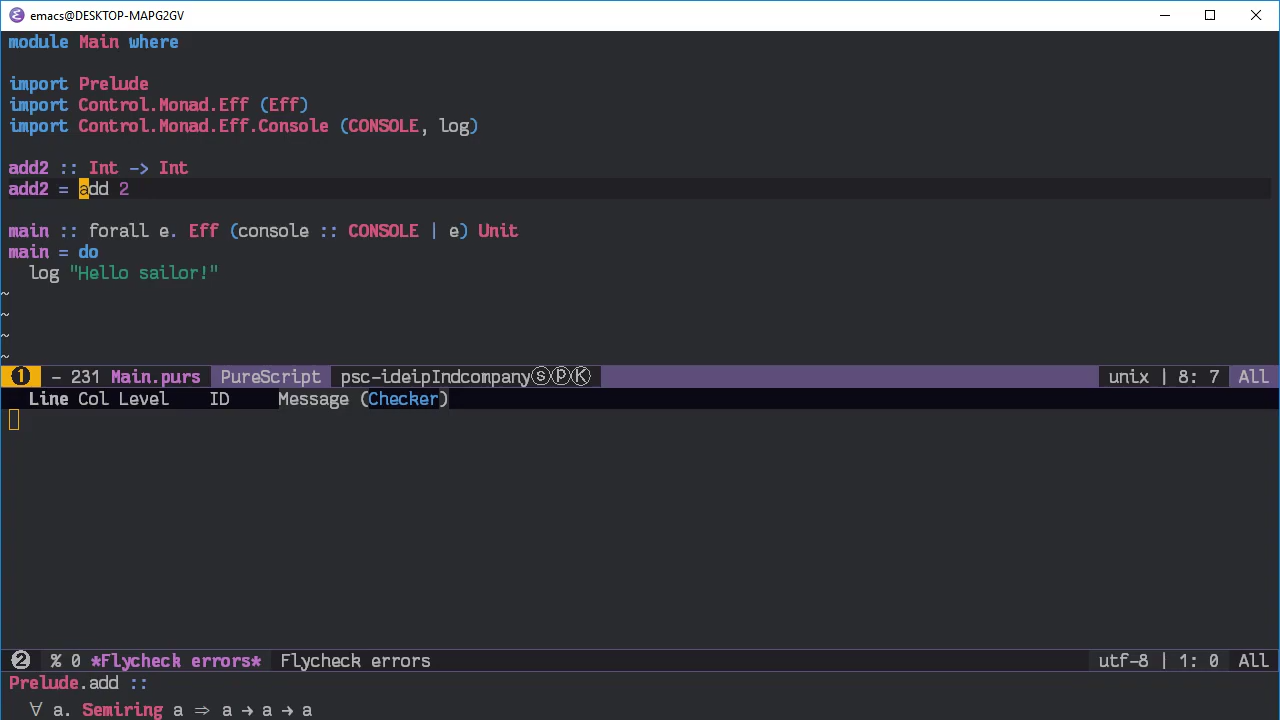 emacs@DESKTOP-MAPG2GV
module Main where
import Prelude
import Control.Monad.Eff (Eff)
import Control.Monad.Eff.Console (CONSOLE, log)
add2 :: Int -> Int
add2 = add 2
main :: forall e. Eff (console :: CONSOLE | e) Unit
main = do
log "Hello sailor!"
~
~
~
~
❶ - 231 Main.purs PureScript psc-ideipIndcompanyⓢⓅⓀ unix | 8: 7 All
Line Col Level ID Message (Checker)
❷ % 0 *Flycheck errors* Flycheck errors utf-8 | 1: 0 All
Prelude.add ::
∀ a. Semiring a ⇒ a → a → a